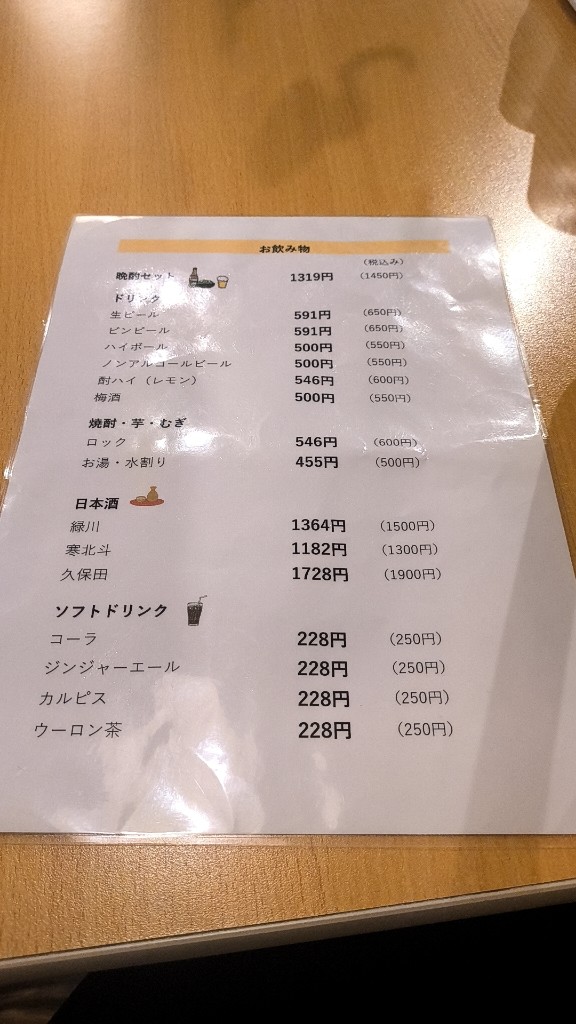 お飲み物
(税込み)
晩酌セット 1319円 (1450円)
ドリンク
生ビール 591円 (650円)
ビンビール 591円 (650円)
ハイボール 500円 (550円)
ノンアルコールビール 500円 (550円)
酎ハイ（レモン） 546円 (600円)
梅酒 500円 (550円)
焼酎・芋・むぎ
ロック 546円 (600円)
お湯・水割り 455円 (500円)
日本酒
緑川 1364円 (1500円)
寒北斗 1182円 (1300円)
久保田 1728円 (1900円)
ソフトドリンク
コーラ 228円 (250円)
ジンジャーエール 228円 (250円)
カルピス 228円 (250円)
ウーロン茶 228円 (250円)